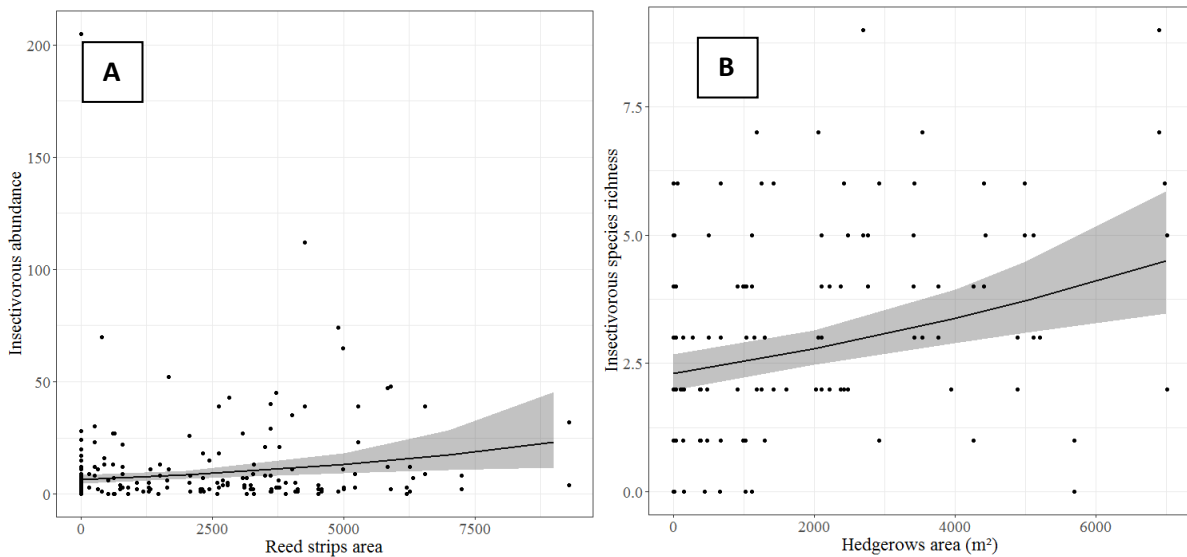 A
Insectivorous abundance
200
150
100
50
0
0 2500 5000 7500
Reed strips area
B
Insectivorous species richness
7.5
5.0
2.5
0.0
0 2000 4000 6000
Hedgerows area (m²)